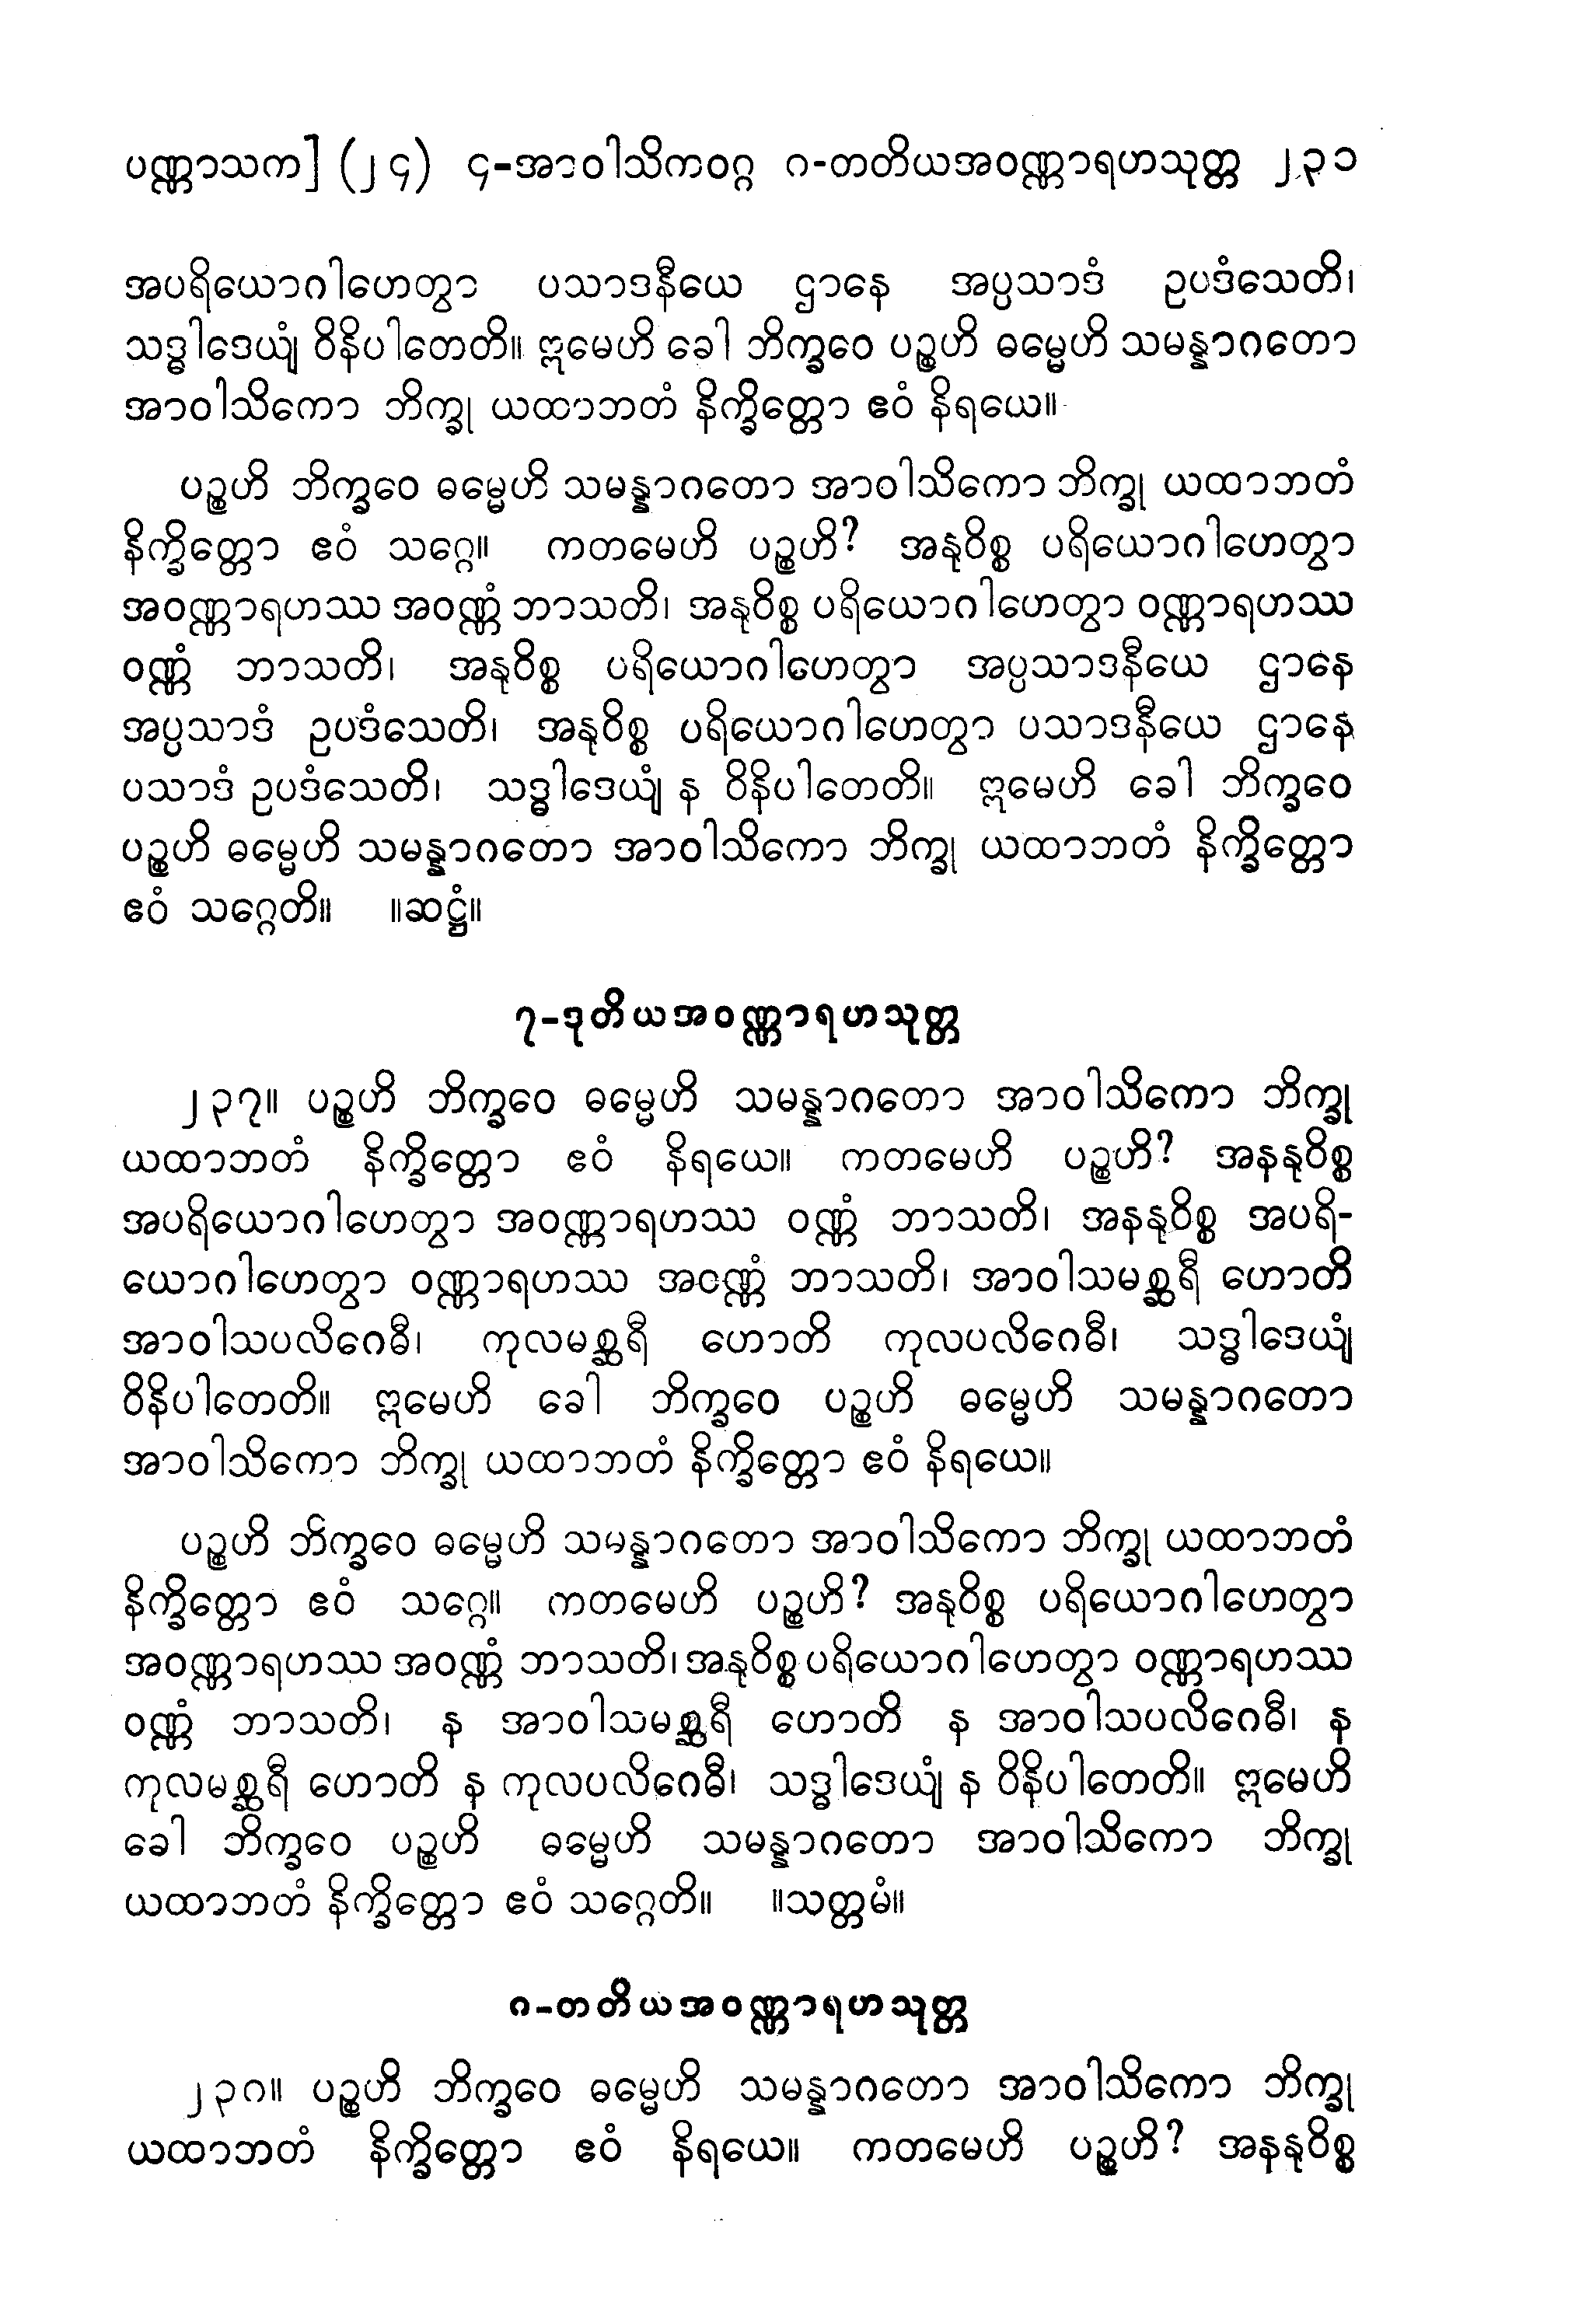 ပဏ္ဏာသက] (၂၄) ၄-အာဝါသိကဝဂ္ဂ ၈-တတိယအဝဏ္ဏာရဟသုတ္တ ၂၃၁
အပရိယောဂါဟေတွာ ပသာဒနီယေ ဌာနေ အပ္ပသာဒံ ဥပဒံသေတိ၊
သဒ္ဓါဒေယျံ ဝိနိပါတေတိ။ ဣမေဟိ ခေါ ဘိက္ခဝေ ပဉ္စဟိ ဓမ္မေဟိ သမန္နာဂတော
အာဝါသိကော ဘိက္ခု ယထာဘတံ နိက္ခိတ္တော ဧဝံ နိရယေ။
ပဉ္စဟိ ဘိက္ခဝေ ဓမ္မေဟိ သမန္နာဂတော အာဝါသိကော ဘိက္ခု ယထာဘတံ
နိက္ခိတ္တော ဧဝံ သဂ္ဂေ။ ကတမေဟိ ပဉ္စဟိ? အနုဝိစ္စ ပရိယောဂါဟေတွာ
အဝဏ္ဏာရဟဿ အဝဏ္ဏံ ဘာသတိ၊ အနုဝိစ္စ ပရိယောဂါဟေတွာ ဝဏ္ဏာရဟဿ
ဝဏ္ဏံ ဘာသတိ၊ အနုဝိစ္စ ပရိယောဂါဟေတွာ အပ္ပသာဒနီယေ ဌာနေ
အပ္ပသာဒံ ဥပဒံသေတိ၊ အနုဝိစ္စ ပရိယောဂါဟေတွာ ပသာဒနီယေ ဌာနေ
ပသာဒံ ဥပဒံသေတိ၊ သဒ္ဓါဒေယျံ န ဝိနိပါတေတိ။ ဣမေဟိ ခေါ ဘိက္ခဝေ
ပဉ္စဟိ ဓမ္မေဟိ သမန္နာဂတော အာဝါသိကော ဘိက္ခု ယထာဘတံ နိက္ခိတ္တော
ဧဝံ သဂ္ဂေတိ။ ။ဆဋ္ဌံ။
၇-ဒုတိယအဝဏ္ဏာရဟသုတ္တ
၂၃၇။ ပဉ္စဟိ ဘိက္ခဝေ ဓမ္မေဟိ သမန္နာဂတော အာဝါသိကော ဘိက္ခု
ယထာဘတံ နိက္ခိတ္တော ဧဝံ နိရယေ။ ကတမေဟိ ပဉ္စဟိ? အနနုဝိစ္စ
အပရိယောဂါဟေတွာ အဝဏ္ဏာရဟဿ ဝဏ္ဏံ ဘာသတိ၊ အနနုဝိစ္စ အပရိ-
ယောဂါဟေတွာ ဝဏ္ဏာရဟဿ အဝဏ္ဏံ ဘာသတိ၊ အာဝါသမစ္ဆရီ ဟောတိ
အာဝါသပလိဂေဓီ၊ ကုလမစ္ဆရီ ဟောတိ ကုလပလိဂေဓီ၊ သဒ္ဓါဒေယျံ
ဝိနိပါတေတိ။ ဣမေဟိ ခေါ ဘိက္ခဝေ ပဉ္စဟိ ဓမ္မေဟိ သမန္နာဂတော
အာဝါသိကော ဘိက္ခု ယထာဘတံ နိက္ခိတ္တော ဧဝံ နိရယေ။
ပဉ္စဟိ ဘိက္ခဝေ ဓမ္မေဟိ သမန္နာဂတော အာဝါသိကော ဘိက္ခု ယထာဘတံ
နိက္ခိတ္တော ဧဝံ သဂ္ဂေ။ ကတမေဟိ ပဉ္စဟိ? အနုဝိစ္စ ပရိယောဂါဟေတွာ
အဝဏ္ဏာရဟဿ အဝဏ္ဏံ ဘာသတိ၊ အနုဝိစ္စ ပရိယောဂါဟေတွာ ဝဏ္ဏာရဟဿ
ဝဏ္ဏံ ဘာသတိ၊ န အာဝါသမစ္ဆရီ ဟောတိ န အာဝါသပလိဂေဓီ၊ န
ကုလမစ္ဆရီ ဟောတိ န ကုလပလိဂေဓီ၊ သဒ္ဓါဒေယျံ န ဝိနိပါတေတိ။ ဣမေဟိ
ခေါ ဘိက္ခဝေ ပဉ္စဟိ ဓမ္မေဟိ သမန္နာဂတော အာဝါသိကော ဘိက္ခု
ယထာဘတံ နိက္ခိတ္တော ဧဝံ သဂ္ဂေတိ။ ။သတ္တမံ။
၈-တတိယအဝဏ္ဏာရဟသုတ္တ
၂၃၈။ ပဉ္စဟိ ဘိက္ခဝေ ဓမ္မေဟိ သမန္နာဂတော အာဝါသိကော ဘိက္ခု
ယထာဘတံ နိက္ခိတ္တော ဧဝံ နိရယေ။ ကတမေဟိ ပဉ္စဟိ? အနနုဝိစ္စ